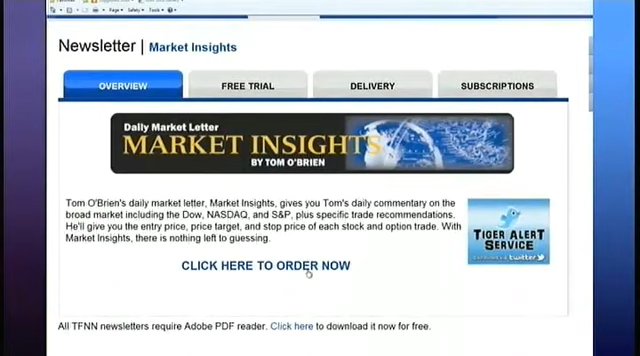 Page Safety Tools
Newsletter | Market Insights
OVERVIEW FREE TRIAL DELIVERY SUBSCRIPTIONS
Daily Market Letter
MARKET INSIGHTS
BY TOM O'BRIEN
Tom O'Brien's daily market letter, Market Insights, gives you Tom's daily commentary on the
broad market including the Dow, NASDAQ, and S&P, plus specific trade recommendations.
He'll give you the entry price, price target, and stop price of each stock and option trade. With
Market Insights, there is nothing left to guessing.
TIGER ALERT
SERVICE
twitter
CLICK HERE TO ORDER NOW
All TFNN newsletters require Adobe PDF reader. Click here to download it now for free.